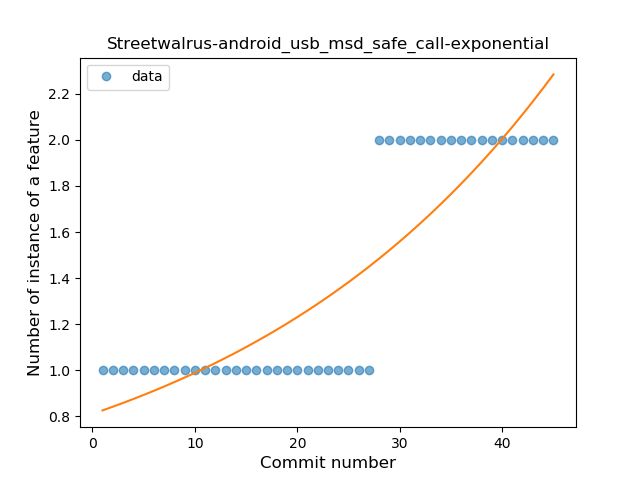 Streetwalrus-android_usb_msd_safe_call-exponential
data
Number of instance of a feature
2.2
2.0
1.8
1.6
1.4
1.2
1.0
0.8
0 10 20 30 40
Commit number